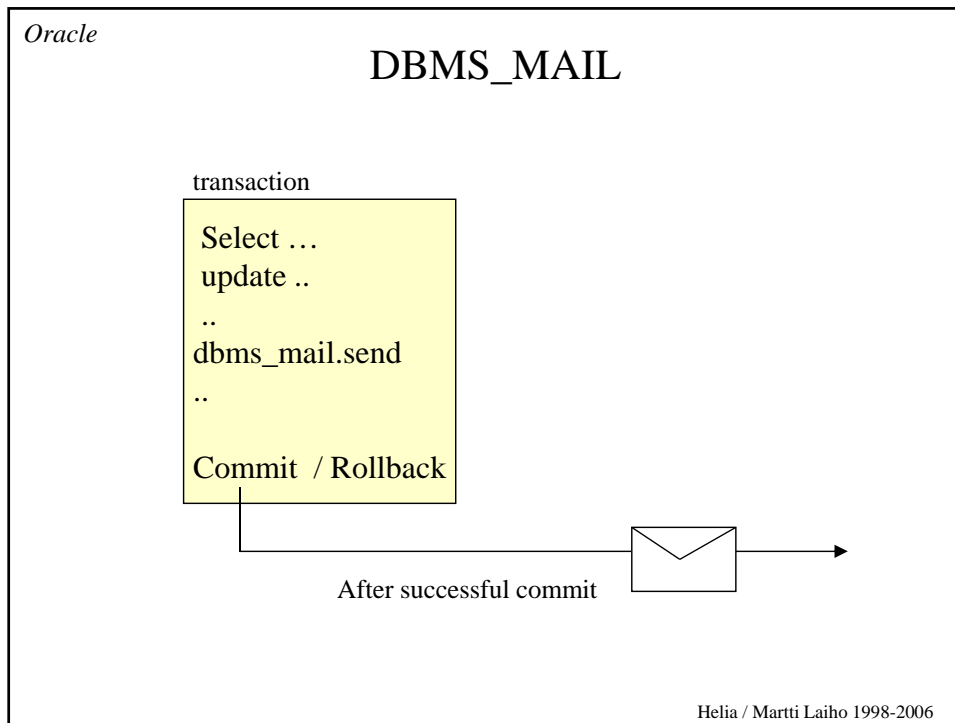 Oracle
DBMS_MAIL
transaction
Select …
update ..
..
dbms_mail.send
..
Commit / Rollback
After successful commit
Helia / Martti Laiho 1998-2006